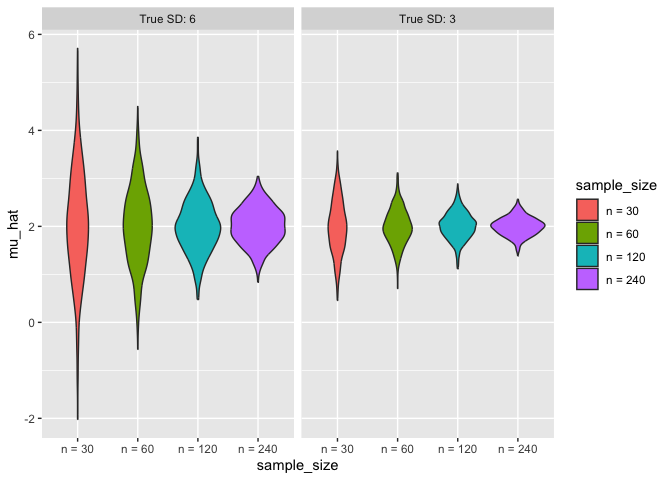 True SD: 6
True SD: 3
mu_hat
6
4
2
0
-2
n = 30
n = 60
n = 120
n = 240
n = 30
n = 60
n = 120
n = 240
sample_size
sample_size
n = 30
n = 60
n = 120
n = 240